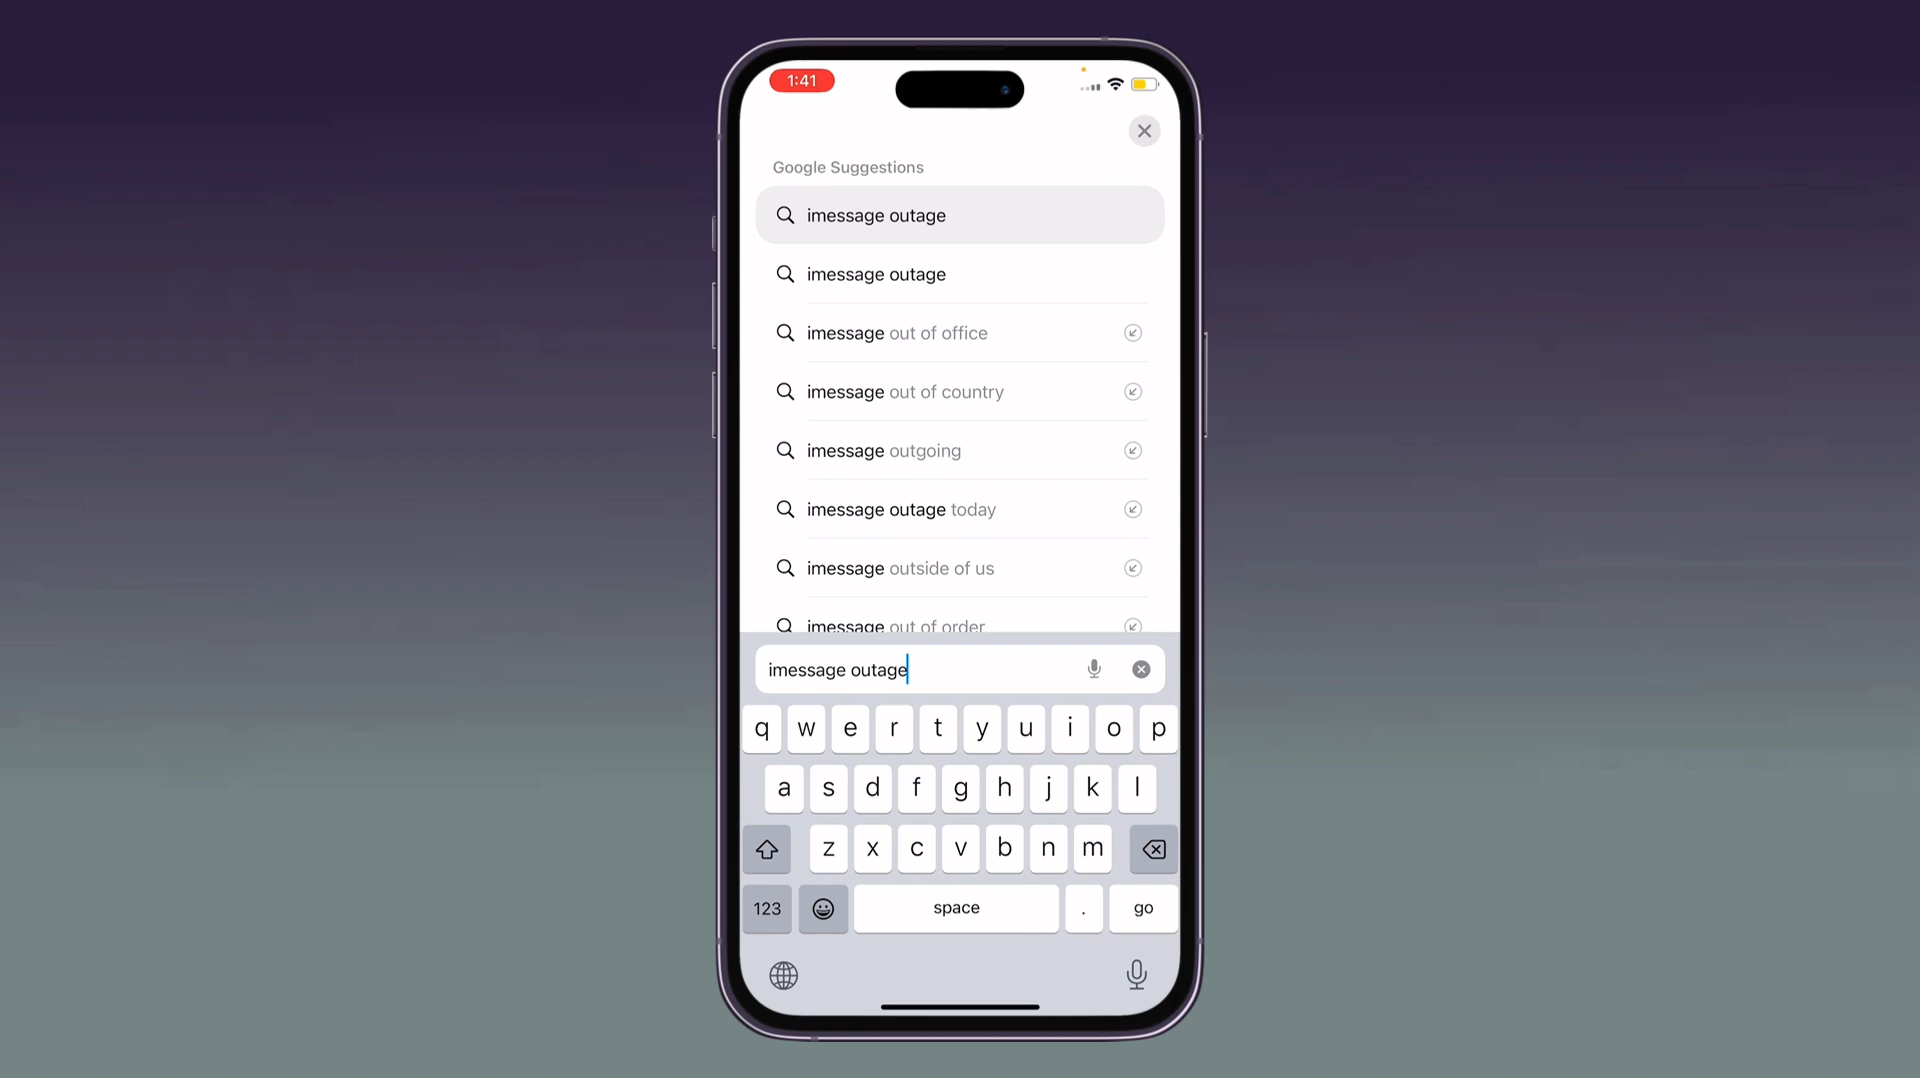 1:41
Google Suggestions
imessage outage
imessage outage
imessage out of office
imessage out of country
imessage outgoing
imessage outage today
imessage outside of us
imessage out of order
imessage outage
q w e r t y u i o p
a s d f g h j k l
z x c v b n m
123 space . go